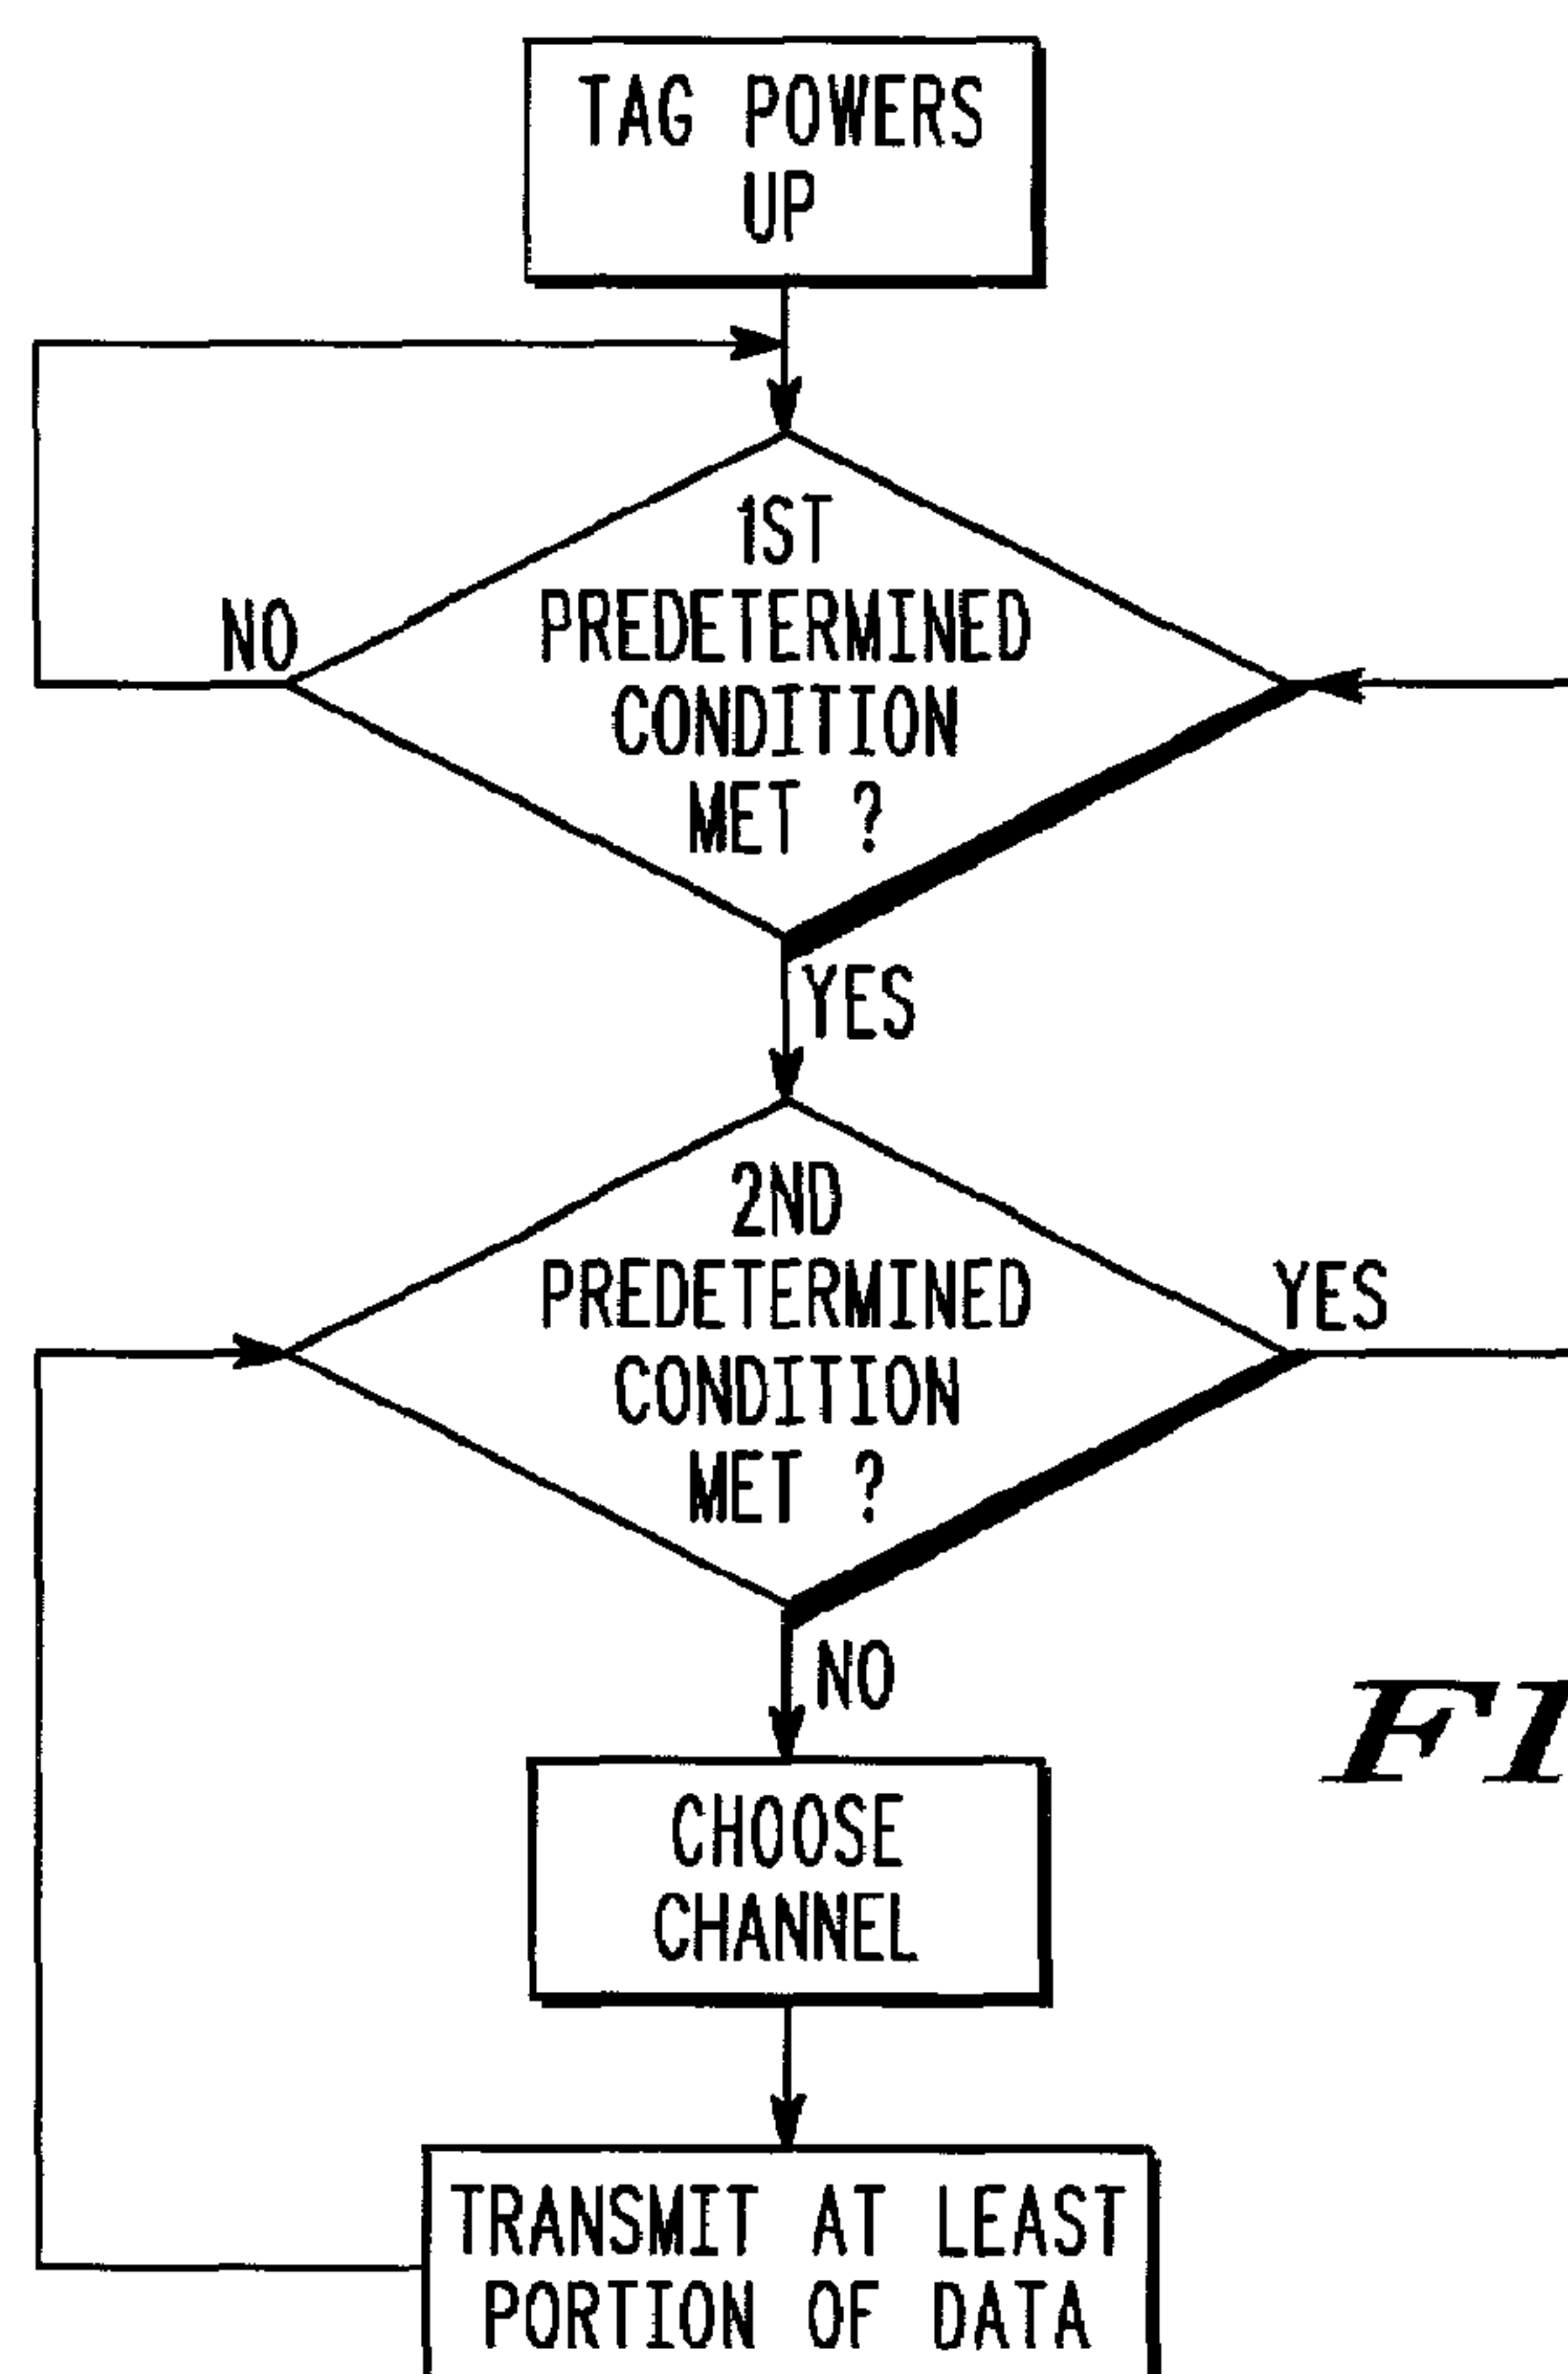 TAG POWERS
UP
1ST
PREDETERMINED
CONDITION
MET ?
NO
YES
2ND
PREDETERMINED
CONDITION
MET ?
YES
NO
CHOOSE
CHANNEL
TRANSMIT AT LEAST
PORTION OF DATA